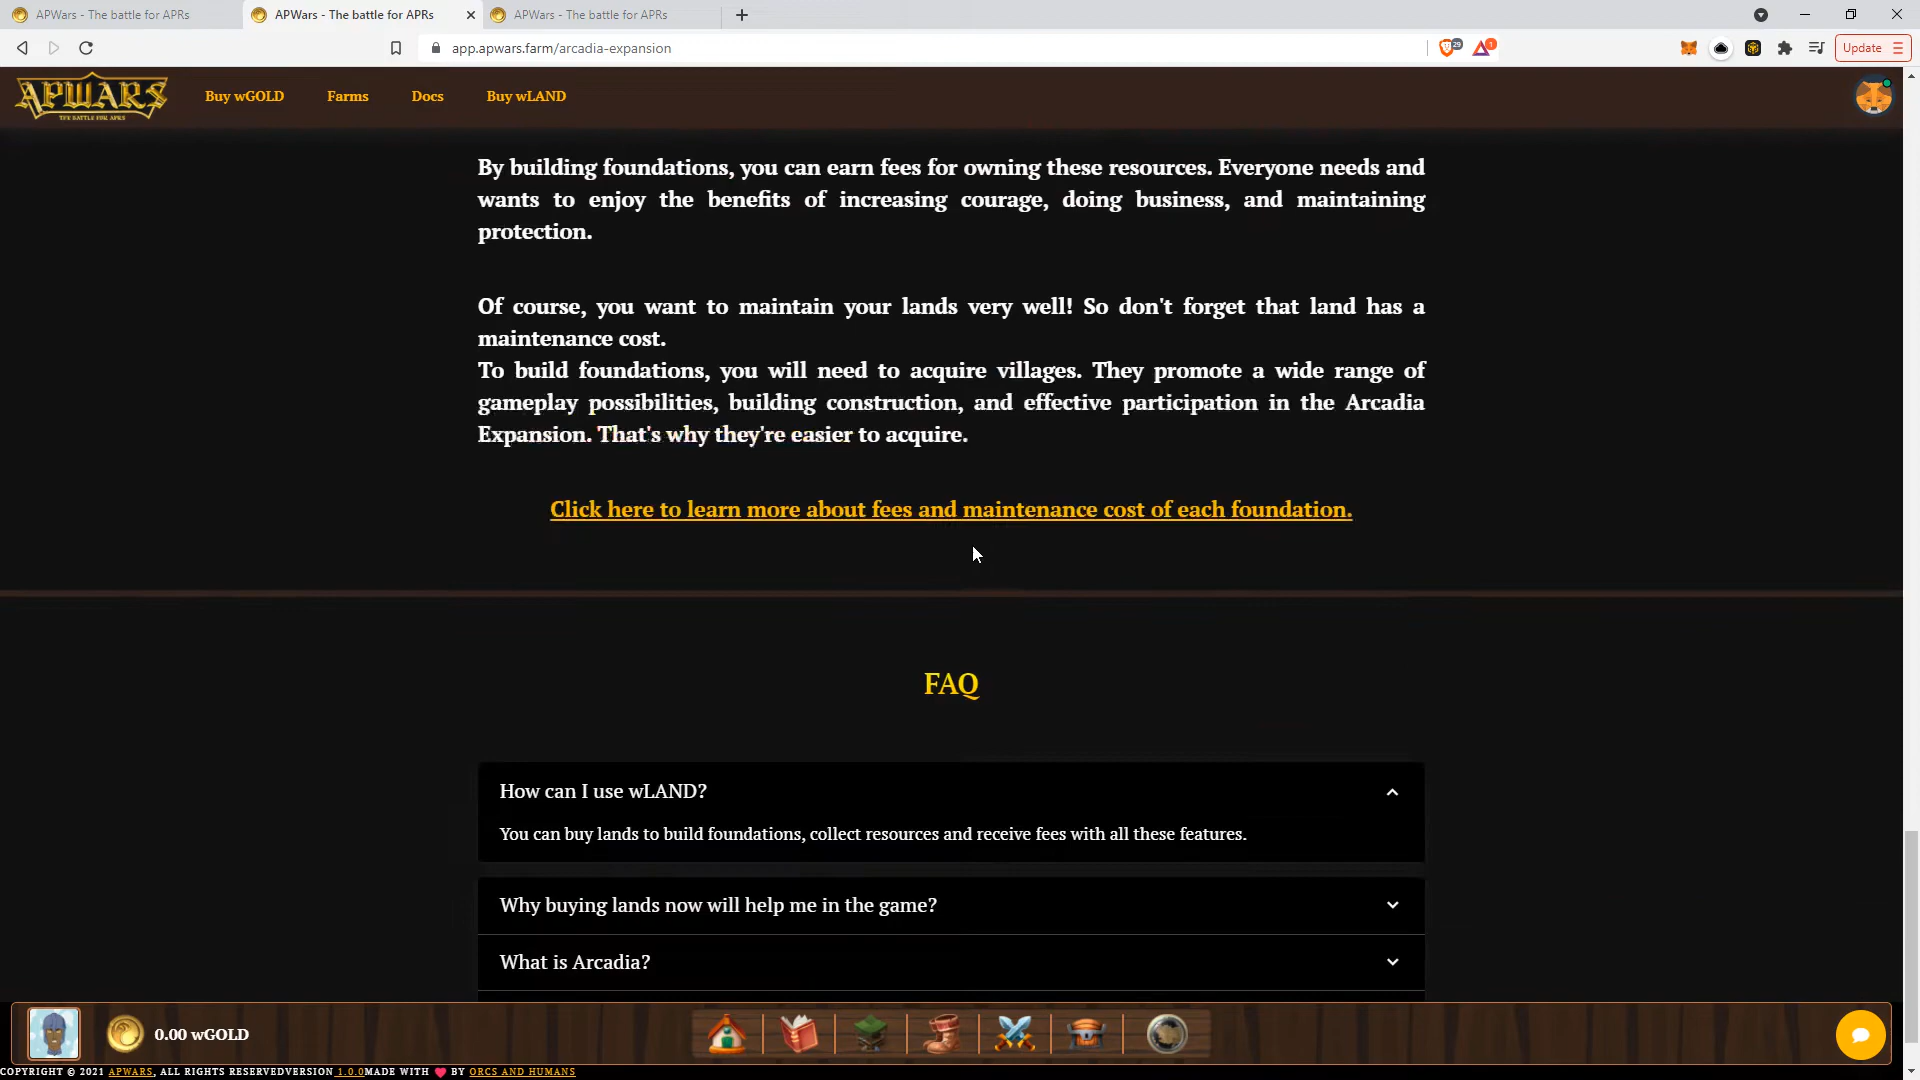 APWars - The battle for APRs
APWars - The battle for APRs
APWars - The battle for APRs
app.apwars.farm/arcadia-expansion
29
1
Update
APWARS
THE BATTLE FOR APRS
Buy wGOLD
Farms
Docs
Buy wLAND
By building foundations, you can earn fees for owning these resources. Everyone needs and
wants to enjoy the benefits of increasing courage, doing business, and maintaining
protection.
Of course, you want to maintain your lands very well! So don't forget that land has a
maintenance cost.
To build foundations, you will need to acquire villages. They promote a wide range of
gameplay possibilities, building construction, and effective participation in the Arcadia
Expansion. That's why they're easier to acquire.
Click here to learn more about fees and maintenance cost of each foundation.
FAQ
How can I use wLAND?
You can buy lands to build foundations, collect resources and receive fees with all these features.
Why buying lands now will help me in the game?
What is Arcadia?
0.00 wGOLD
COPYRIGHT © 2021 APWARS, ALL RIGHTS RESERVEDVERSION 1.0.0MADE WITH ❤ BY ORCS AND HUMANS